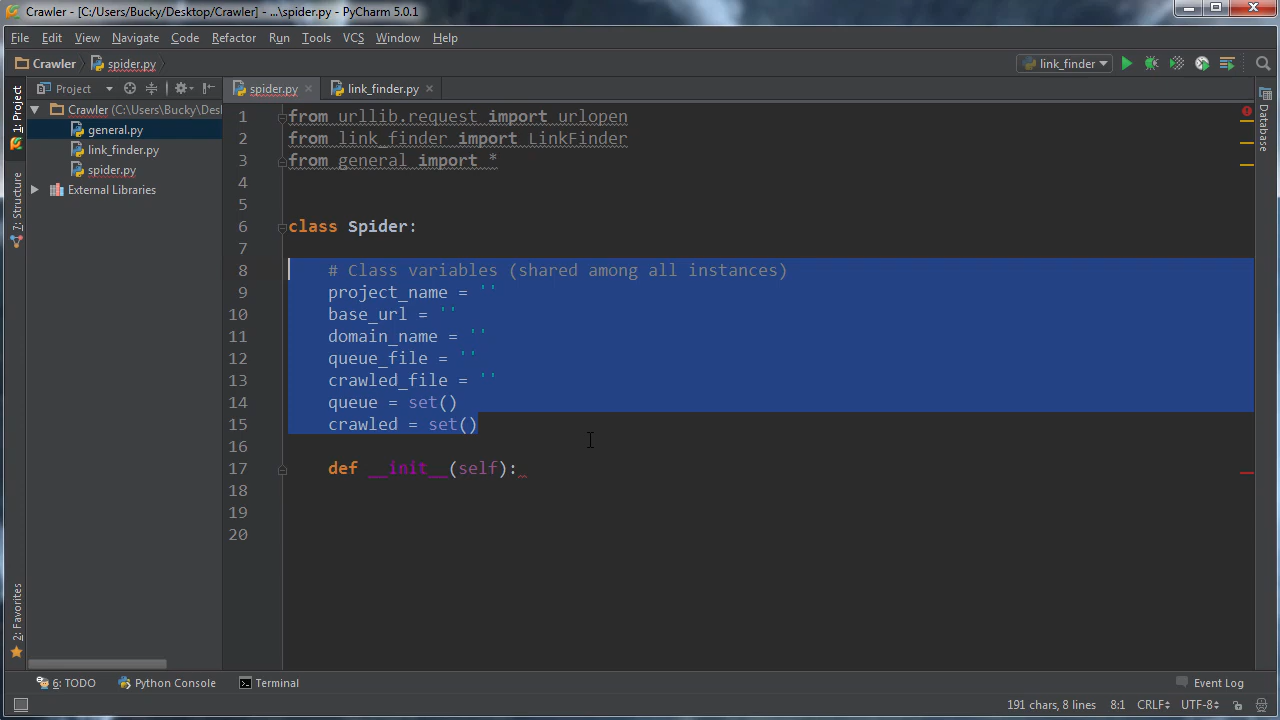 Crawler - [C:/Users/Bucky/Desktop/Crawler] - ...\spider.py - PyCharm 5.0.1
File Edit View Navigate Code Refactor Run Tools VCS Window Help
Crawler spider.py link_finder
1: Project
7: Structure
2: Favorites
Project
Crawler (C:\Users\Bucky\Des
general.py
link_finder.py
spider.py
External Libraries
spider.py link_finder.py
1 from urllib.request import urlopen
2 from link_finder import LinkFinder
3 from general import *
4
5
6 class Spider:
7
8 # Class variables (shared among all instances)
9 project_name = ''
10 base_url = ''
11 domain_name = ''
12 queue_file = ''
13 crawled_file = ''
14 queue = set()
15 crawled = set()
16
17 def __init__(self):
18
19
20
Database
6: TODO Python Console Terminal Event Log
191 chars, 8 lines 8:1 CRLF UTF-8